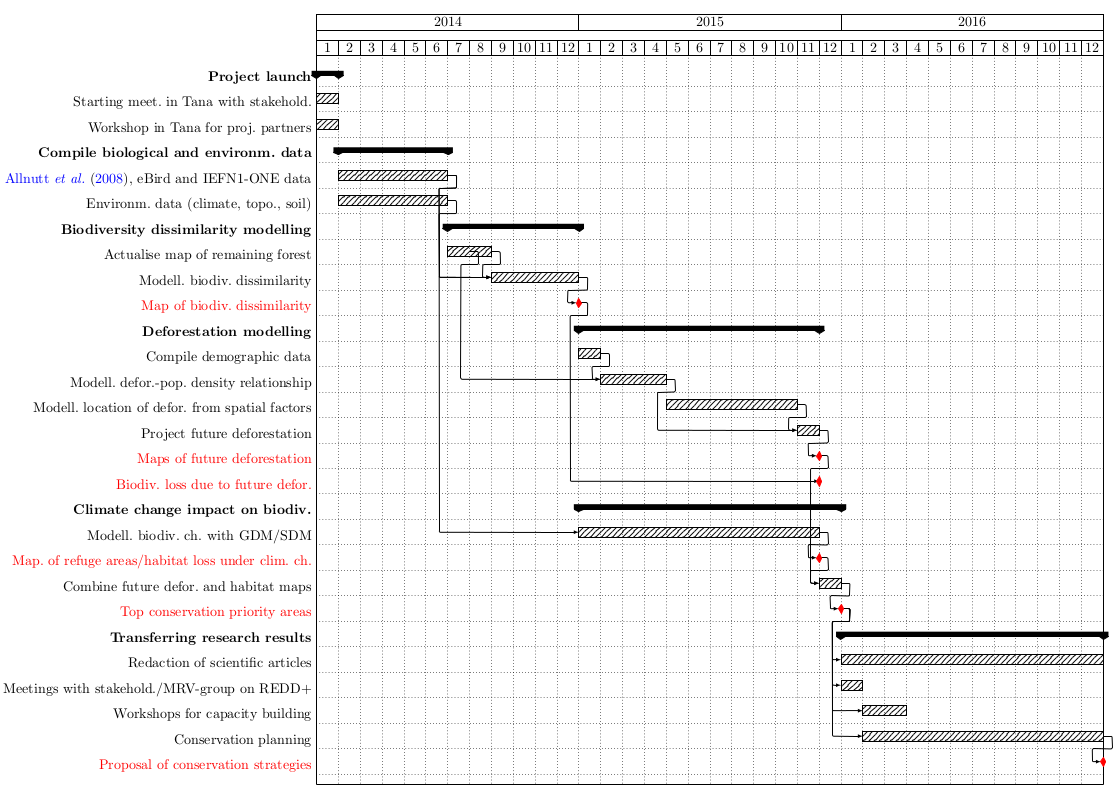 2014 2015 2016
1 2 3 4 5 6 7 8 9 10 11 12 1 2 3 4 5 6 7 8 9 10 11 12 1 2 3 4 5 6 7 8 9 10 11 12
Project launch
Starting meet. in Tana with stakehold.
Workshop in Tana for proj. partners
Compile biological and environm. data
Allnutt et al. (2008), eBird and IEFN1-ONE data
Environm. data (climate, topo., soil)
Biodiversity dissimilarity modelling
Actualise map of remaining forest
Modell. biodiv. dissimilarity
Map of biodiv. dissimilarity
Deforestation modelling
Compile demographic data
Modell. defor.-pop. density relationship
Modell. location of defor. from spatial factors
Project future deforestation
Maps of future deforestation
Biodiv. loss due to future defor.
Climate change impact on biodiv.
Modell. biodiv. ch. with GDM/SDM
Map. of refuge areas/habitat loss under clim. ch.
Combine future defor. and habitat maps
Top conservation priority areas
Transferring research results
Redaction of scientific articles
Meetings with stakehold./MRV-group on REDD+
Workshops for capacity building
Conservation planning
Proposal of conservation strategies